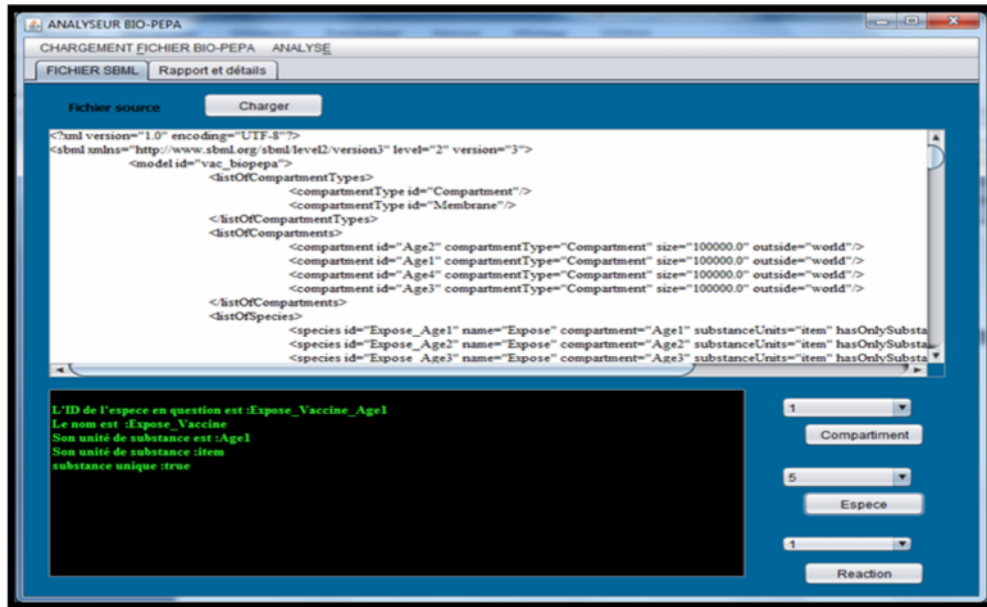 ANALYSEUR BIO-PEPA
CHARGEMENT FICHIER BIO-PEPA ANALYSE
FICHIER SBML Rapport et détails
Fichier source Charger
<?xml version="1.0" encoding="UTF-8"?>
<sbml xmlns="http://www.sbml.org/sbml/level2/version3" level="2" version="3">
<model id="vac_biopepa">
<listOfCompartmentTypes>
<compartmentType id="Compartment"/>
<compartmentType id="Membrane"/>
</listOfCompartmentTypes>
<listOfCompartments>
<compartment id="Age2" compartmentType="Compartment" size="100000.0" outside="world"/>
<compartment id="Age1" compartmentType="Compartment" size="100000.0" outside="world"/>
<compartment id="Age4" compartmentType="Compartment" size="100000.0" outside="world"/>
<compartment id="Age3" compartmentType="Compartment" size="100000.0" outside="world"/>
</listOfCompartments>
<listOfSpecies>
<species id="Expose_Age1" name="Expose" compartment="Age1" substanceUnits="item" hasOnlySubsta
<species id="Expose_Age2" name="Expose" compartment="Age2" substanceUnits="item" hasOnlySubsta
<species id="Expose_Age3" name="Expose" compartment="Age3" substanceUnits="item" hasOnlySubsta
L'ID de l'espece en question est :Expose_Vaccine_Age1
Le nom est :Expose_Vaccine
Son unité de substance est :Age1
Son unité de substance :item
substance unique :true
1
Compartiment
5
Espece
1
Reaction